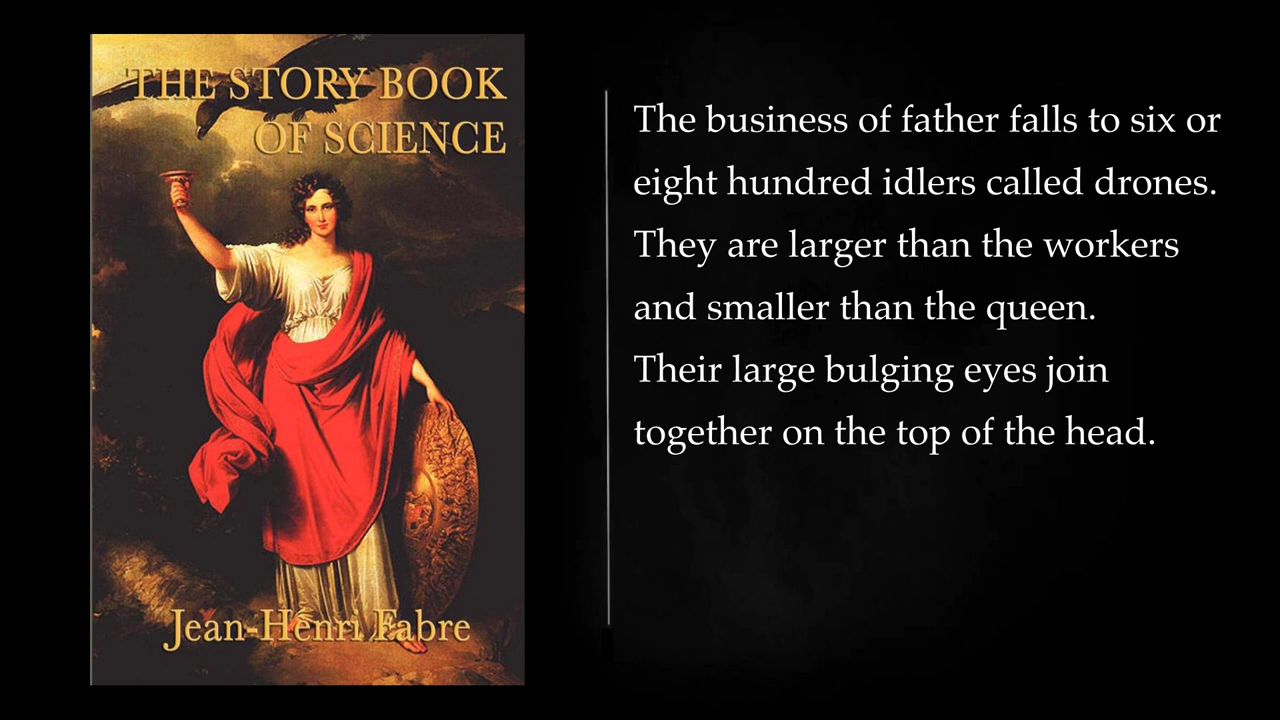 THE STORY BOOK
OF SCIENCE
Jean-Henri Fabre
The business of father falls to six or
eight hundred idlers called drones.
They are larger than the workers
and smaller than the queen.
Their large bulging eyes join
together on the top of the head.